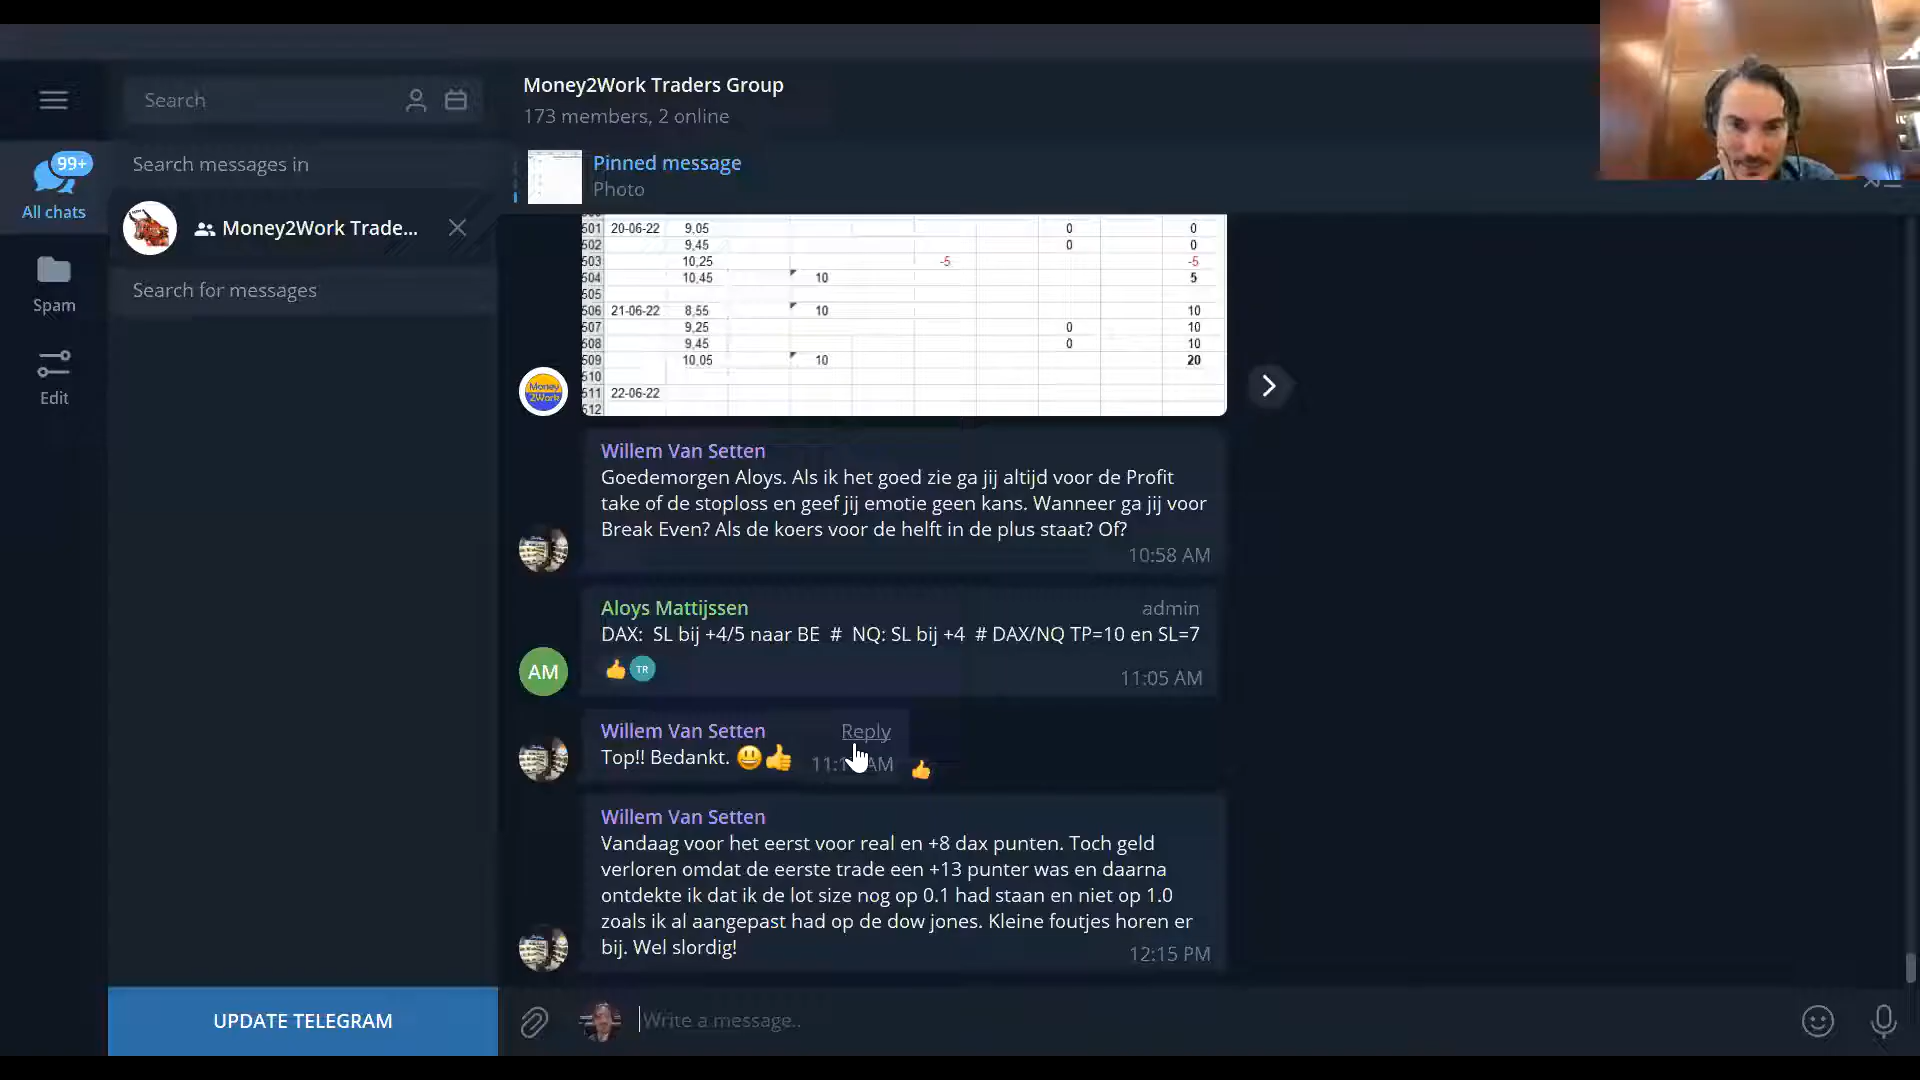 Search
Money2Work Traders Group
173 members, 2 online
99+
All chats
Search messages in
Pinned message
Photo
Money2Work Trade...
501 20-06-22 9,05 0 0
502 9,45 0 0
503 10,25 -5 -5
504 10,45 10 5
505
506 21-06-22 8,55 10 10
507 9,25 0 10
508 9,45 0 10
509 10,05 10 20
510
511 22-06-22
512
Search for messages
Spam
Edit
Money
2Work
Willem Van Setten
Goedemorgen Aloys. Als ik het goed zie ga jij altijd voor de Profit
take of de stoploss en geef jij emotie geen kans. Wanneer ga jij voor
Break Even? Als de koers voor de helft in de plus staat? Of?
10:58 AM
Aloys Mattijssen admin
DAX: SL bij +4/5 naar BE # NQ: SL bij +4 # DAX/NQ TP=10 en SL=7
👍 TR
AM
11:05 AM
Willem Van Setten Reply
Top!! Bedankt. 😃👍
AM 👍
Willem Van Setten
Vandaag voor het eerst voor real en +8 dax punten. Toch geld
verloren omdat de eerste trade een +13 punter was en daarna
ontdekte ik dat ik de lot size nog op 0.1 had staan en niet op 1.0
zoals ik al aangepast had op de dow jones. Kleine foutjes horen er
bij. Wel slordig!
12:15 PM
UPDATE TELEGRAM
Write a message..